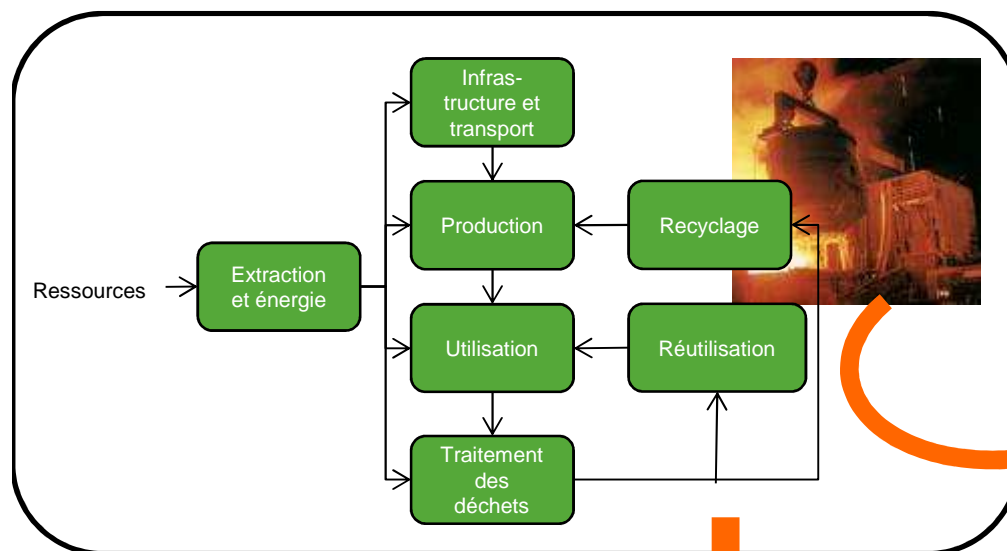 Infras-
tructure et
transport
Production
Recyclage
Ressources
Extraction
et énergie
Utilisation
Réutilisation
Traitement
des
déchets